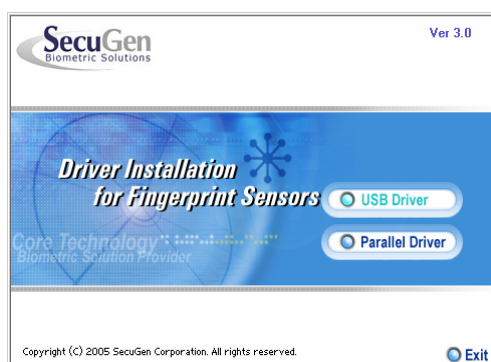 SecuGen
Biometric Solutions
Ver 3.0
Driver Installation
for Fingerprint Sensors
USB Driver
Parallel Driver
Core Technology
Biometric Solution Provider
Copyright (C) 2005 SecuGen Corporation. All rights reserved.
Exit